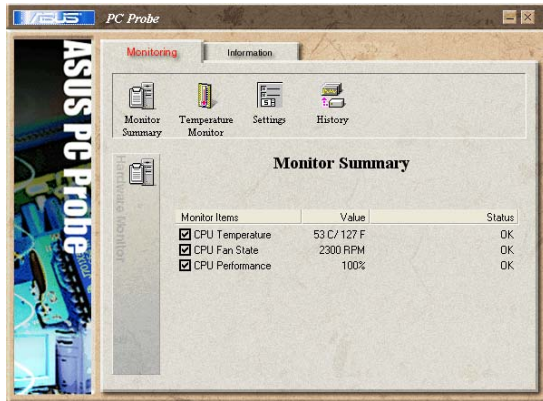 ASUS PC Probe
ASUS PC Probe
Monitoring Information
Monitor Summary Temperature Monitor Settings History
Hardware Monitor
Monitor Summary
Monitor Items Value Status
CPU Temperature 53 C/ 127 F OK
CPU Fan State 2300 RPM OK
CPU Performance 100% OK